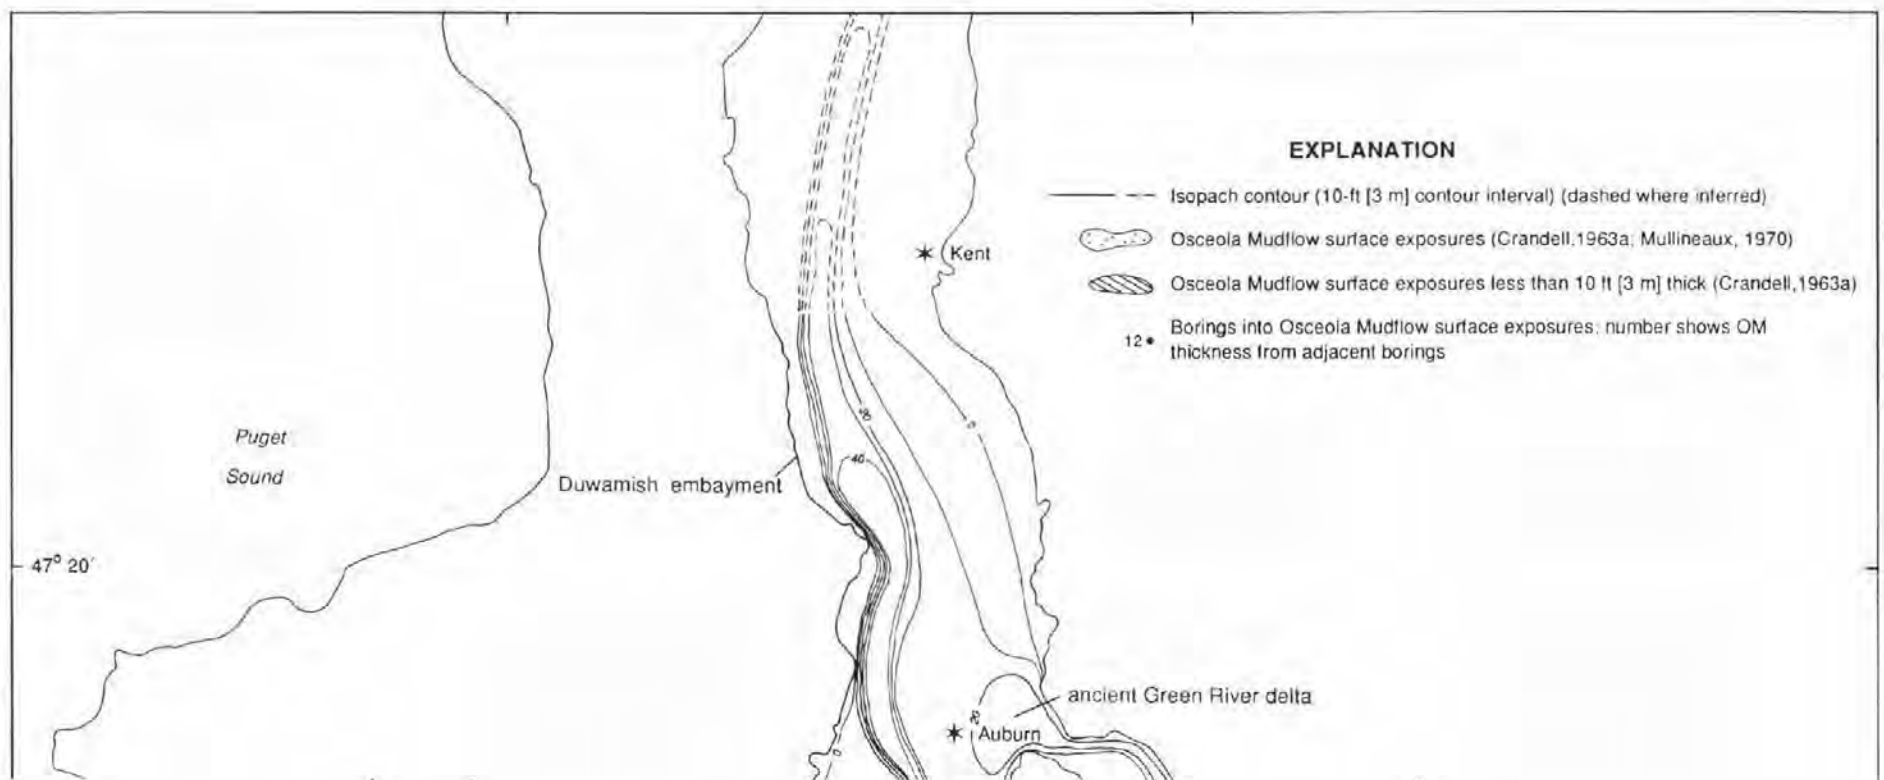 EXPLANATION
Isopach contour (10-ft [3 m] contour interval) (dashed where inferred)
Osceola Mudflow surface exposures (Crandell,1963a; Mullineaux, 1970)
Kent
Osceola Mudflow surface exposures less than 10 ft [3 m] thick (Crandell,1963a)
Borings into Osceola Mudflow surface exposures; number shows OM
12
thickness from adjacent borings
Puget
Sound
40
Duwamish embayment
47° 20'
ancient Green River delta
Auburn
0